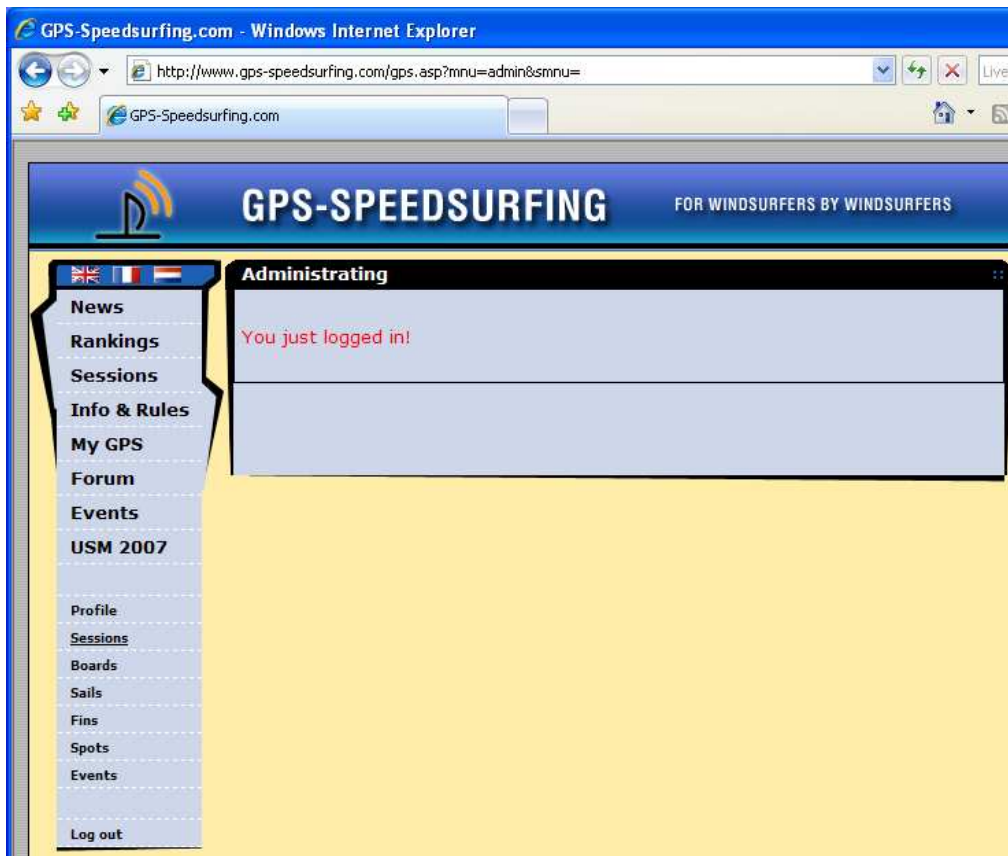 GPS-Speedsurfing.com - Windows Internet Explorer
http://www.gps-speedsurfing.com/gps.asp?mnu=admin&smnu=
Live
GPS-Speedsurfing.com
GPS-SPEEDSURFING
FOR WINDSURFERS BY WINDSURFERS
Administrating
News
You just logged in!
Rankings
Sessions
Info & Rules
My GPS
Forum
Events
USM 2007
Profile
Sessions
Boards
Sails
Fins
Spots
Events
Log out